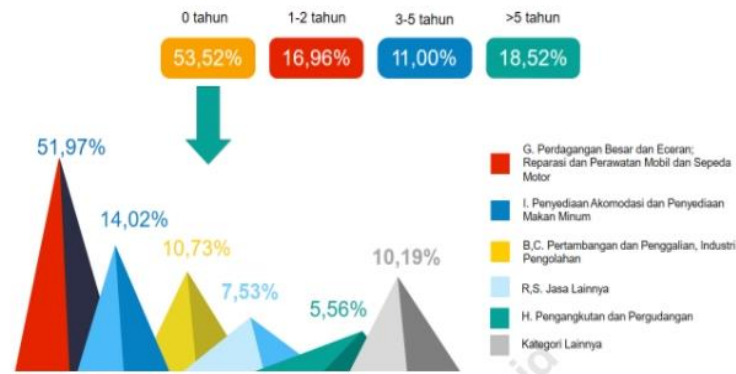 0 tahun
1-2 tahun
3-5 tahun
>5 tahun
53,52%
16,96%
11,00%
18,52%
51,97%
14,02%
10,73%
7,53%
5,56%
10,19%
G. Perdagangan Besar dan Eceran;
Reparasi dan Perawatan Mobil dan Sepeda
Motor
I. Penyediaan Akomodasi dan Penyediaan
Makan Minum
B,C. Pertambangan dan Penggalian, Industri
Pengolahan
R,S. Jasa Lainnya
H. Pengangkutan dan Pergudangan
Kategori Lainnya